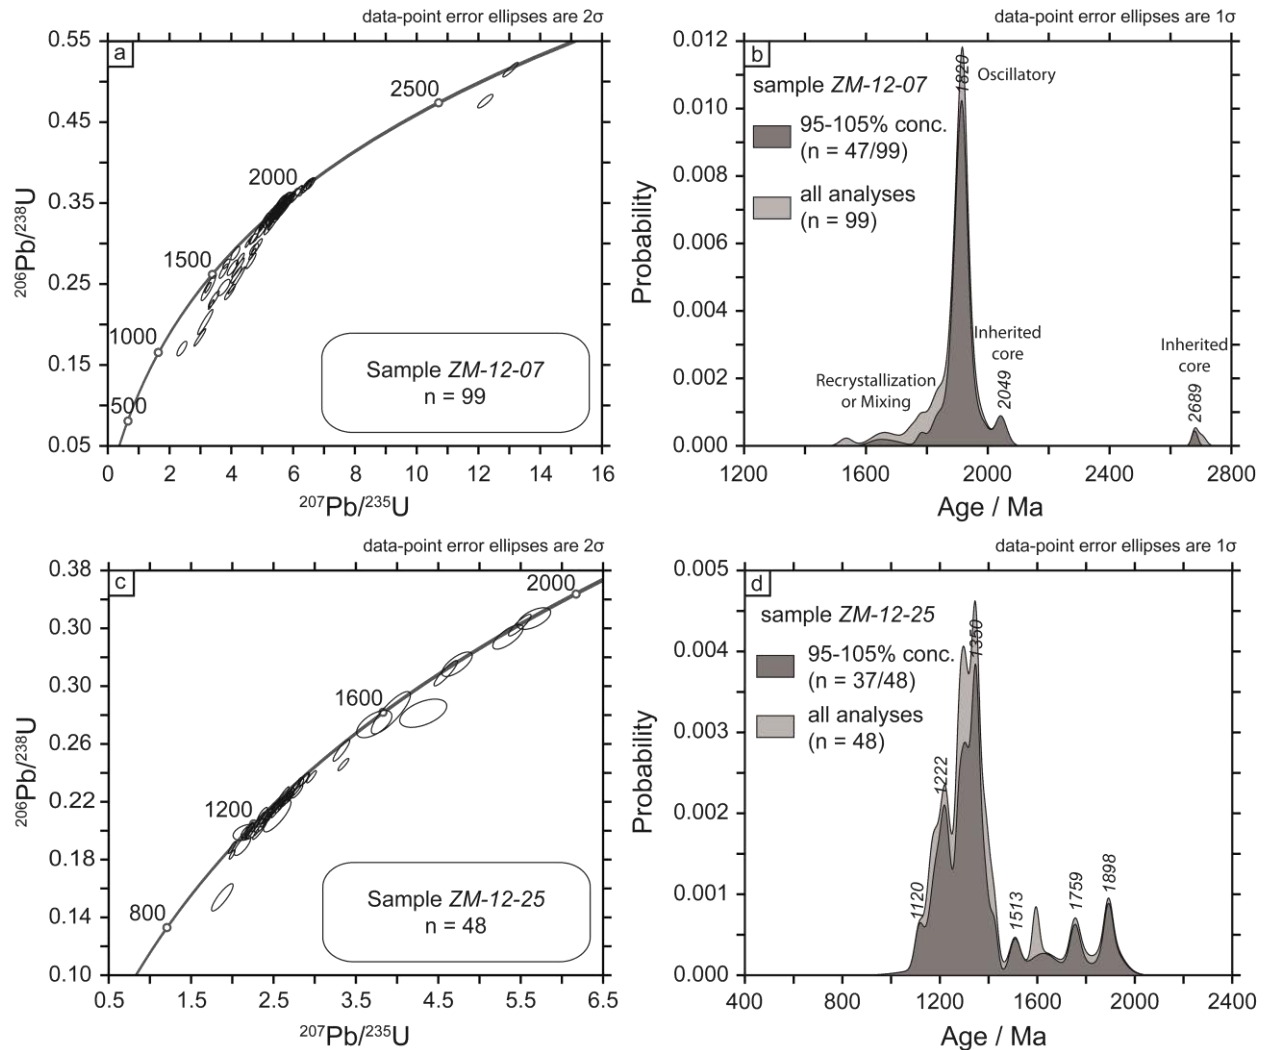 data-point error ellipses are 2σ
a
0.55
0.45
0.35
0.25
0.15
0.05
206Pb/238U
2500
2000
1500
1000
500
Sample ZM-12-07
n = 99
0 2 4 6 8 10 12 14 16
207Pb/235U
data-point error ellipses are 1σ
b
0.012
0.010
0.008
0.006
0.004
0.002
0.000
Probability
sample ZM-12-07
95-105% conc.
(n = 47/99)
all analyses
(n = 99)
1820
Oscillatory
Inherited
core
2049
Recrystallization
or Mixing
Inherited
core
2689
1200 1600 2000 2400 2800
Age / Ma
data-point error ellipses are 2σ
c
0.38
0.30
0.30
0.26
0.22
0.18
0.14
0.10
206Pb/238U
2000
1600
1200
800
Sample ZM-12-25
n = 48
0.5 1.5 2.5 3.5 4.5 5.5 6.5
207Pb/235U
data-point error ellipses are 1σ
d
0.005
0.004
0.003
0.002
0.001
0.000
Probability
sample ZM-12-25
95-105% conc.
(n = 37/48)
all analyses
(n = 48)
1120
1222
1350
1513
1759
1898
400 800 1200 1600 2000 2400
Age / Ma